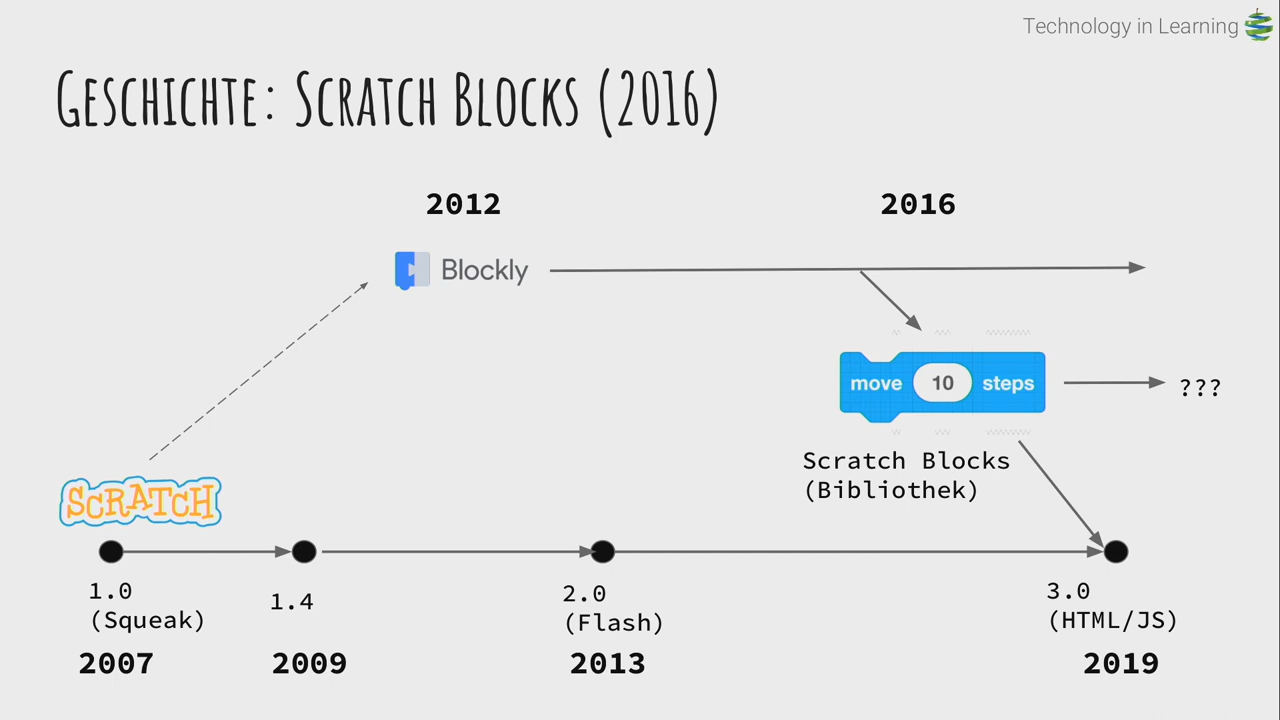 Technology in Learning
Geschichte: Scratch Blocks (2016)
2012
2016
Blockly
move 10 steps
???
Scratch Blocks
(Bibliothek)
SCRATCH
1.0
(Squeak)
1.4
2.0
(Flash)
3.0
(HTML/JS)
2007
2009
2013
2019